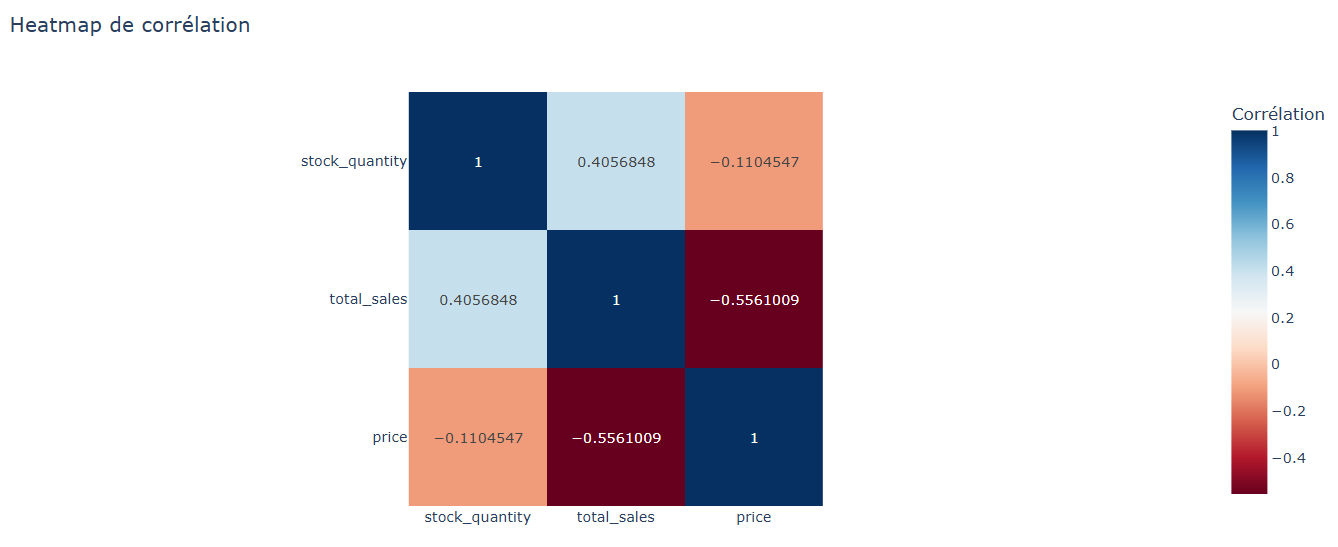 Heatmap de corrélation
Corrélation
stock_quantity 1 0.4056848 −0.1104547
total_sales 0.4056848 1 −0.5561009
price −0.1104547 −0.5561009 1
stock_quantity total_sales price
1
0.8
0.6
0.4
0.2
0
−0.2
−0.4